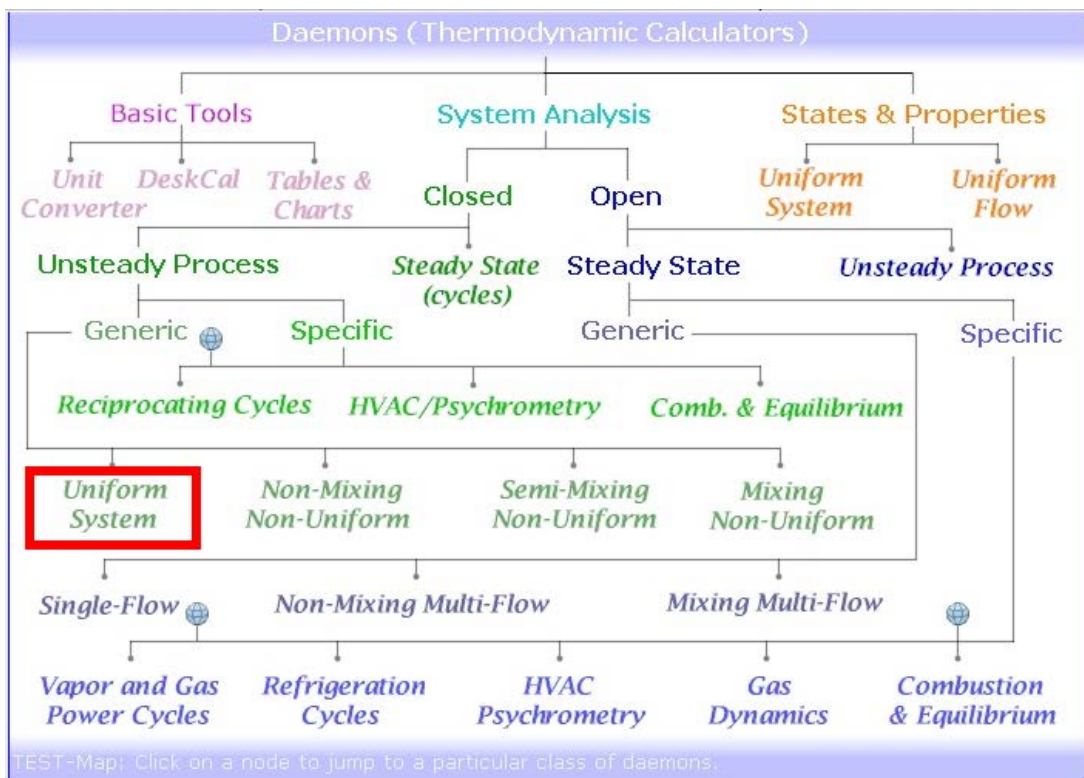 Daemons (Thermodynamic Calculators)
Basic Tools
System Analysis
States & Properties
Unit
Converter
DeskCal
Tables &
Charts
Closed
Open
Uniform
System
Uniform
Flow
Unsteady Process
Steady State
(cycles)
Steady State
Unsteady Process
Generic
Specific
Generic
Specific
Reciprocating Cycles
HVAC/Psychrometry
Comb. & Equilibrium
Uniform
System
Non-Mixing
Non-Uniform
Semi-Mixing
Non-Uniform
Mixing
Non-Uniform
Single-Flow
Non-Mixing Multi-Flow
Mixing Multi-Flow
Vapor and Gas
Power Cycles
Refrigeration
Cycles
HVAC
Psychrometry
Gas
Dynamics
Combustion
& Equilibrium
TEST-Map: Click on a node to jump to a particular class of daemons.